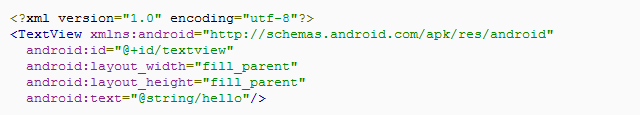 <?xml version="1.0" encoding="utf-8"?>
<TextView xmlns:android="http://schemas.android.com/apk/res/android"
  android:id="@+id/textview"
  android:layout_width="fill_parent"
  android:layout_height="fill_parent"
  android:text="@string/hello"/>